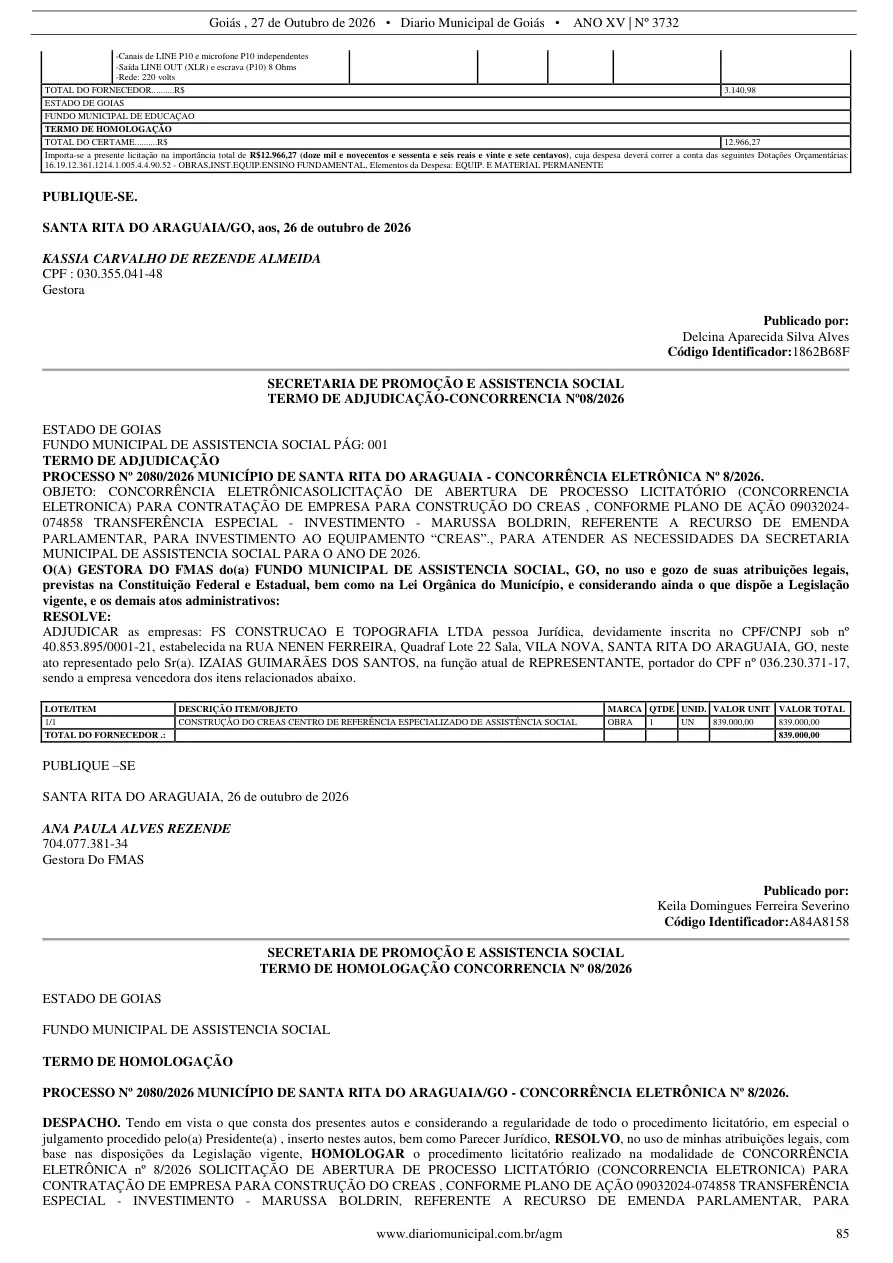 Goiás , 27 de Outubro de 2026 • Diario Municipal de Goiás • ANO XV | Nº 3732
-Canais de LINE P10 e microfone P10 independentes
-Saída LINE OUT (XLR) e escrava (P10) 8 Ohms
-Rede: 220 volts
TOTAL DO FORNECEDOR..........R$ 3.140,98
ESTADO DE GOIAS
FUNDO MUNICIPAL DE EDUCAÇAO
TERMO DE HOMOLOGAÇÃO
TOTAL DO CERTAME..........R$ 12.966,27
Importa-se a presente licitação na importância total de R$12.966,27 (doze mil e novecentos e sessenta e seis reais e vinte e sete centavos), cuja despesa deverá correr a conta das seguintes Dotações Orçamentárias:
16.19.12.361.1214.1.005.4.4.90.52 - OBRAS,INST.EQUIP.ENSINO FUNDAMENTAL, Elementos da Despesa: EQUIP. E MATERIAL PERMANENTE
PUBLIQUE-SE.
SANTA RITA DO ARAGUAIA/GO, aos, 26 de outubro de 2026
KASSIA CARVALHO DE REZENDE ALMEIDA
CPF : 030.355.041-48
Gestora
Publicado por:
Delcina Aparecida Silva Alves
Código Identificador:1862B68F
SECRETARIA DE PROMOÇÃO E ASSISTENCIA SOCIAL
TERMO DE ADJUDICAÇÃO-CONCORRENCIA Nº08/2026
ESTADO DE GOIAS
FUNDO MUNICIPAL DE ASSISTENCIA SOCIAL PÁG: 001
TERMO DE ADJUDICAÇÃO
PROCESSO Nº 2080/2026 MUNICÍPIO DE SANTA RITA DO ARAGUAIA - CONCORRÊNCIA ELETRÔNICA Nº 8/2026.
OBJETO: CONCORRÊNCIA ELETRÔNICASOLICITAÇÃO DE ABERTURA DE PROCESSO LICITATÓRIO (CONCORRENCIA
ELETRONICA) PARA CONTRATAÇÃO DE EMPRESA PARA CONSTRUÇÃO DO CREAS , CONFORME PLANO DE AÇÃO 09032024-
074858 TRANSFERÊNCIA ESPECIAL - INVESTIMENTO - MARUSSA BOLDRIN, REFERENTE A RECURSO DE EMENDA
PARLAMENTAR, PARA INVESTIMENTO AO EQUIPAMENTO “CREAS”., PARA ATENDER AS NECESSIDADES DA SECRETARIA
MUNICIPAL DE ASSISTENCIA SOCIAL PARA O ANO DE 2026.
O(A) GESTORA DO FMAS do(a) FUNDO MUNICIPAL DE ASSISTENCIA SOCIAL, GO, no uso e gozo de suas atribuições legais,
previstas na Constituição Federal e Estadual, bem como na Lei Orgânica do Município, e considerando ainda o que dispõe a Legislação
vigente, e os demais atos administrativos:
RESOLVE:
ADJUDICAR as empresas: FS CONSTRUCAO E TOPOGRAFIA LTDA pessoa Jurídica, devidamente inscrita no CPF/CNPJ sob nº
40.853.895/0001-21, estabelecida na RUA NENEN FERREIRA, Quadraf Lote 22 Sala, VILA NOVA, SANTA RITA DO ARAGUAIA, GO, neste
ato representado pelo Sr(a). IZAIAS GUIMARÃES DOS SANTOS, na função atual de REPRESENTANTE, portador do CPF nº 036.230.371-17,
sendo a empresa vencedora dos itens relacionados abaixo.
LOTE/ITEM DESCRIÇÃO ITEM/OBJETO MARCA QTDE UNID. VALOR UNIT VALOR TOTAL
1/1 CONSTRUÇÃO DO CREAS CENTRO DE REFERÊNCIA ESPECIALIZADO DE ASSISTÊNCIA SOCIAL OBRA 1 UN 839.000,00 839.000,00
TOTAL DO FORNECEDOR .: 839.000,00
PUBLIQUE –SE
SANTA RITA DO ARAGUAIA, 26 de outubro de 2026
ANA PAULA ALVES REZENDE
704.077.381-34
Gestora Do FMAS
Publicado por:
Keila Domingues Ferreira Severino
Código Identificador:A84A8158
SECRETARIA DE PROMOÇÃO E ASSISTENCIA SOCIAL
TERMO DE HOMOLOGAÇÃO CONCORRENCIA Nº 08/2026
ESTADO DE GOIAS
FUNDO MUNICIPAL DE ASSISTENCIA SOCIAL
TERMO DE HOMOLOGAÇÃO
PROCESSO Nº 2080/2026 MUNICÍPIO DE SANTA RITA DO ARAGUAIA/GO - CONCORRÊNCIA ELETRÔNICA Nº 8/2026.
DESPACHO. Tendo em vista o que consta dos presentes autos e considerando a regularidade de todo o procedimento licitatório, em especial o
julgamento procedido pelo(a) Presidente(a) , inserto nestes autos, bem como Parecer Jurídico, RESOLVO, no uso de minhas atribuições legais, com
base nas disposições da Legislação vigente, HOMOLOGAR o procedimento licitatório realizado na modalidade de CONCORRÊNCIA
ELETRÔNICA nº 8/2026 SOLICITAÇÃO DE ABERTURA DE PROCESSO LICITATÓRIO (CONCORRENCIA ELETRONICA) PARA
CONTRATAÇÃO DE EMPRESA PARA CONSTRUÇÃO DO CREAS , CONFORME PLANO DE AÇÃO 09032024-074858 TRANSFERÊNCIA
ESPECIAL - INVESTIMENTO - MARUSSA BOLDRIN, REFERENTE A RECURSO DE EMENDA PARLAMENTAR, PARA
www.diariomunicipal.com.br/agm 85